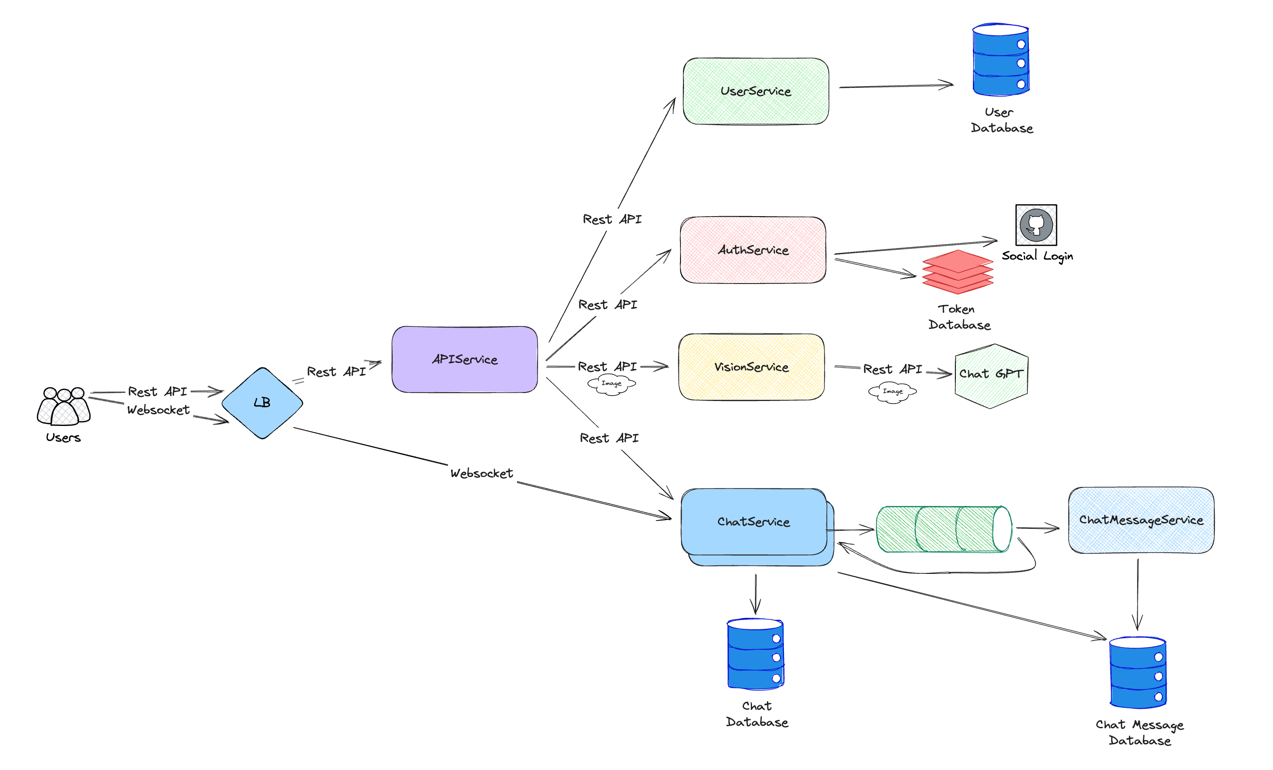 UserService
User
Database
Rest API
AuthService
Social Login
Token
Database
Rest API
APIService
Rest API
Rest API
Image
VisionService
Rest API
Image
Chat GPT
Users
Rest API
Websocket
LB
Rest API
Websocket
ChatService
ChatMessageService
Chat
Database
Chat Message
Database